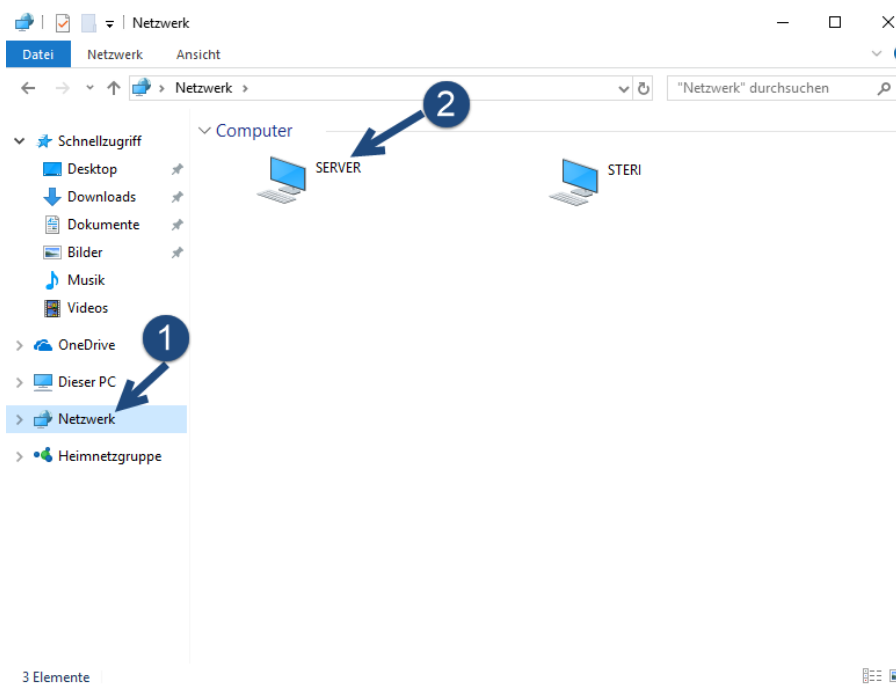 Netzwerk
Datei Netzwerk Ansicht
Netzwerk "Netzwerk" durchsuchen
2
Schnellzugriff
Desktop
Downloads
Dokumente
Bilder
Musik
Videos
OneDrive
Dieser PC
Netzwerk
Heimnetzgruppe
1
Computer
SERVER STERI
3 Elemente